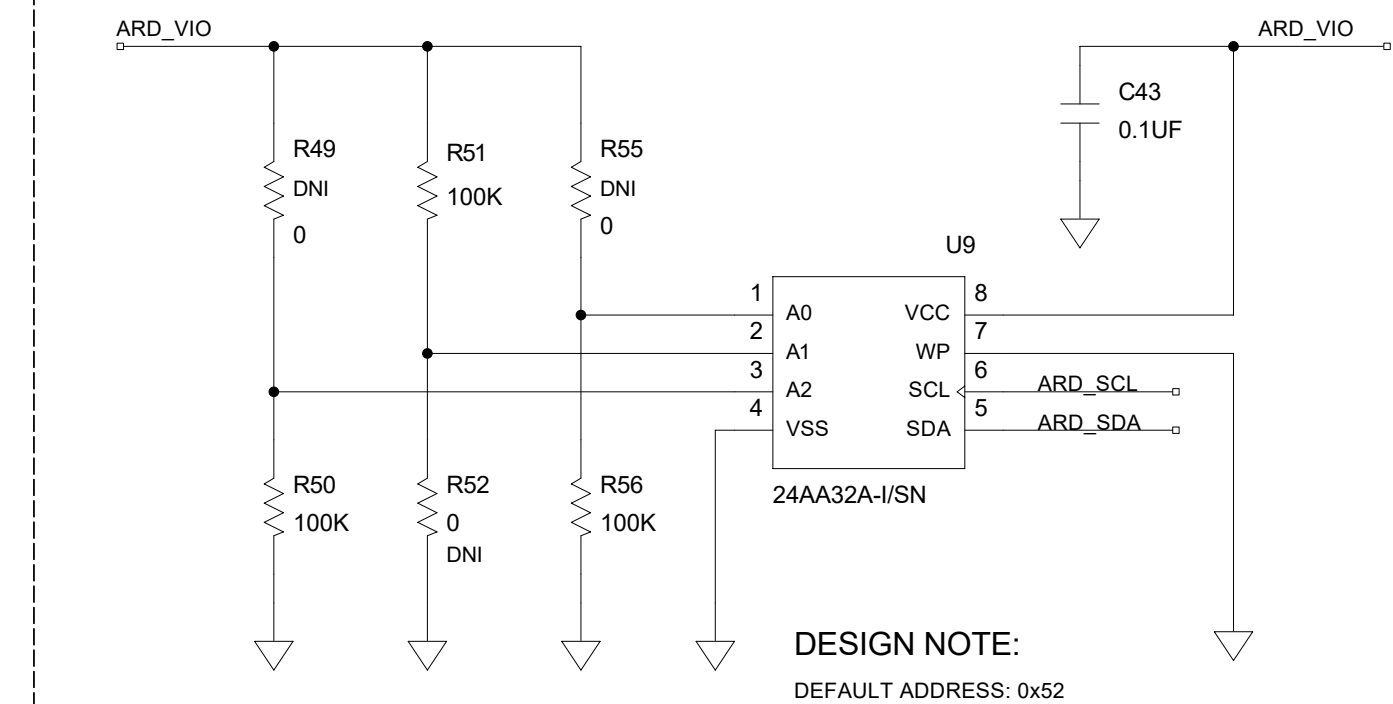 ARD_VIO
ARD_VIO
C43
0.1UF
R49
DNI
0
R51
100K
R55
DNI
0
U9
1
A0
VCC
8
2
A1
WP
7
3
A2
SCL
6
ARD_SCL
4
VSS
SDA
5
ARD_SDA
24AA32A-I/SN
R50
100K
R52
0
DNI
R56
100K
DESIGN NOTE:
DEFAULT ADDRESS: 0x52